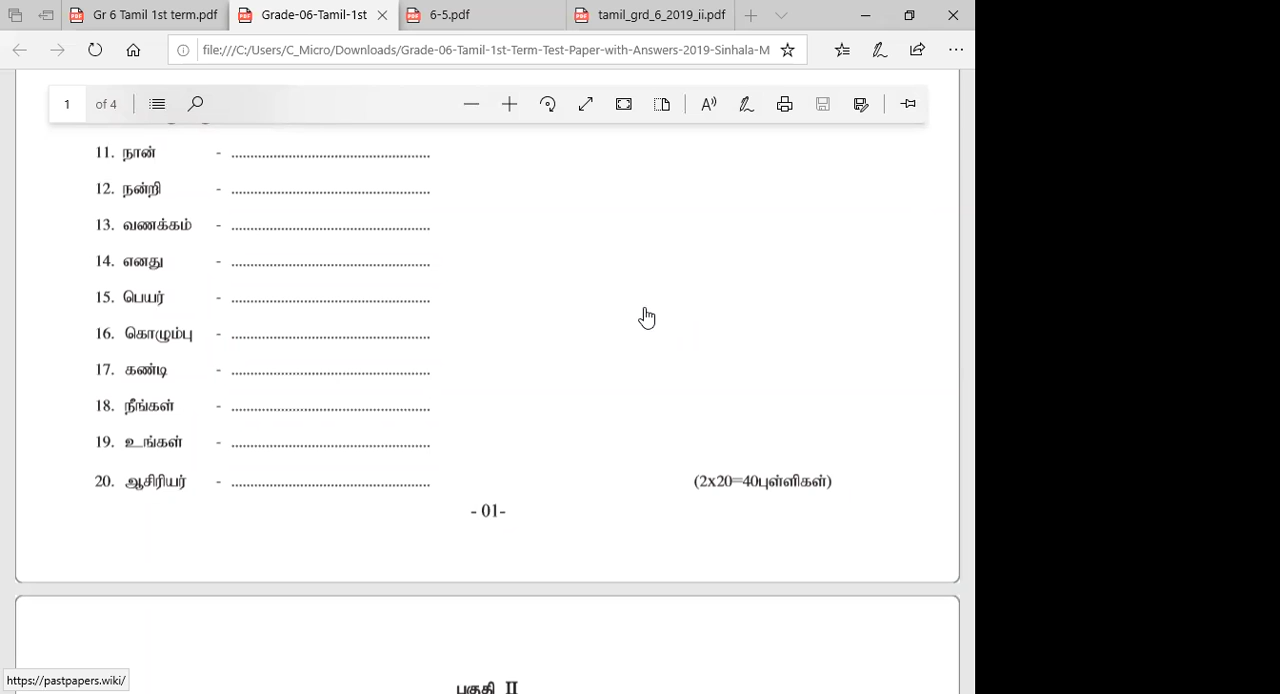 Gr 6 Tamil 1st term.pdf
Grade-06-Tamil-1st
6-5.pdf
tamil_grd_6_2019_ii.pdf
file:///C:/Users/C_Micro/Downloads/Grade-06-Tamil-1st-Term-Test-Paper-with-Answers-2019-Sinhala-M
1 of 4
11. நான் - ....................................................
12. நன்றி - ....................................................
13. வணக்கம் - ....................................................
14. எனது - ....................................................
15. பெயர் - ....................................................
16. கொழும்பு - ....................................................
17. கண்டி - ....................................................
18. நீங்கள் - ....................................................
19. உங்கள் - ....................................................
20. ஆசிரியர் - .................................................... (2x20=40புள்ளிகள்)
- 01-
https://pastpapers.wiki/
பகுதி II